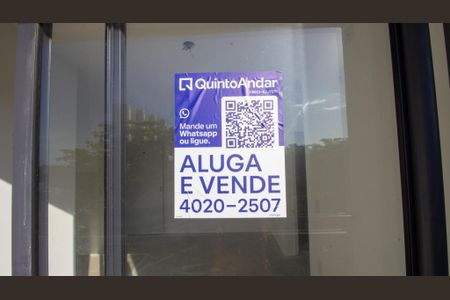 QuintoAndar
Mande um
Whatsapp
ou ligue.
ALUGA
E VENDE
4020-2507